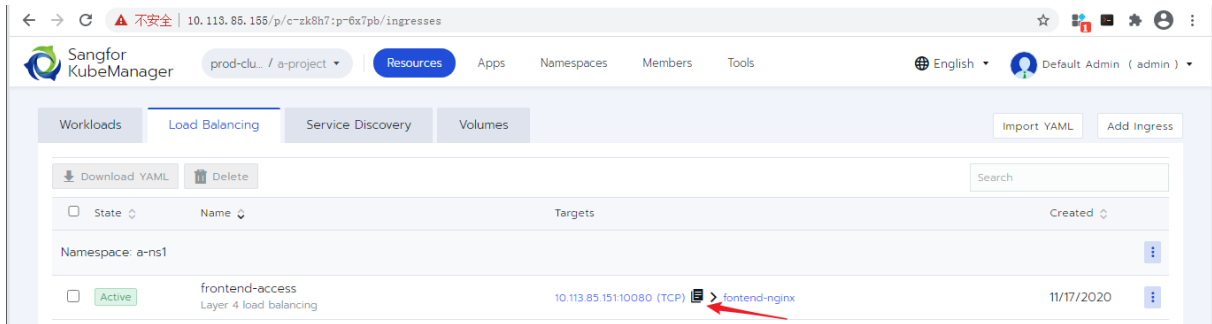 不安全 | 10.113.85.155/p/c-zk8h7:p-6x7pb/ingresses
1
Sangfor
KubeManager
prod-clu... / a-project
Resources
Apps
Namespaces
Members
Tools
English
Default Admin ( admin )
Workloads
Load Balancing
Service Discovery
Volumes
Import YAML
Add Ingress
Download YAML
Delete
Search
State
Name
Targets
Created
Namespace: a-ns1
Active
frontend-access
Layer 4 load balancing
10.113.85.151:10080 (TCP) > fontend-nginx
11/17/2020